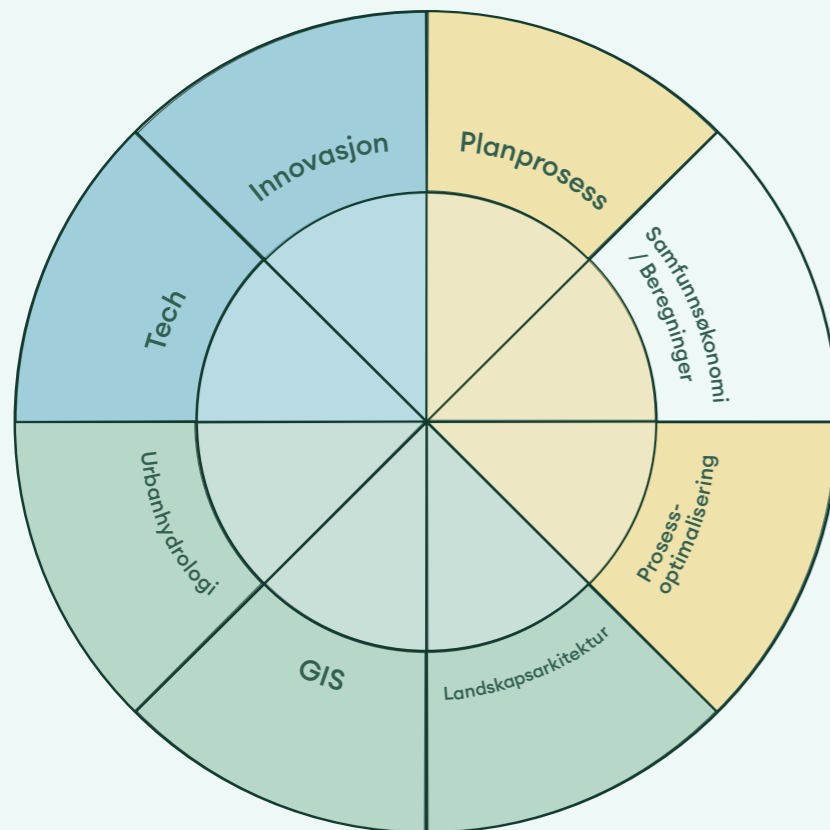 Innovasjon
Planprosess
Samfunnsøkonomi
/ Beregninger
Prosess-
optimalisering
Landskapsarkitektur
GIS
Urbanhydrologi
Tech